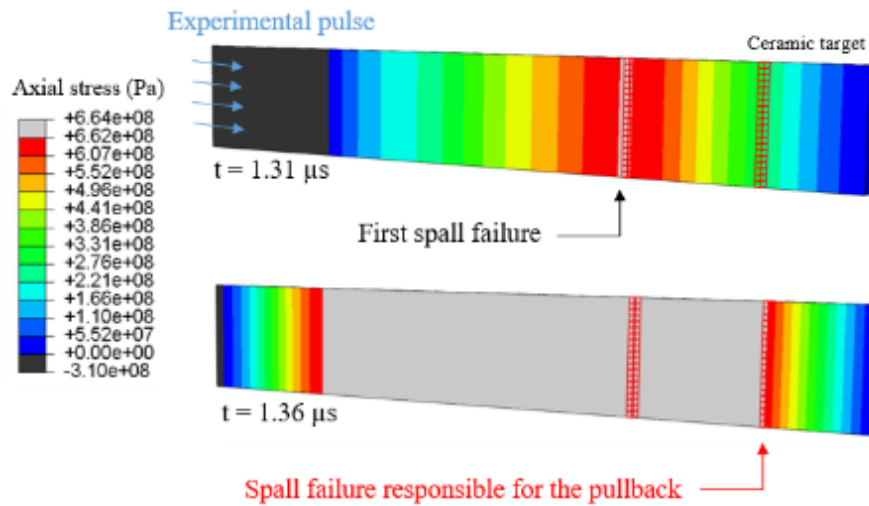 Experimental pulse
Ceramic target
Axial stress (Pa)
+6.64e+08
+6.62e+08
+6.07e+08
+5.52e+08
+4.96e+08
+4.41e+08
+3.86e+08
+3.31e+08
+2.76e+08
+2.21e+08
+1.66e+08
+1.10e+08
+5.52e+07
+0.00e+00
-3.10e+08
t = 1.31 µs
First spall failure
t = 1.36 µs
Spall failure responsible for the pullback